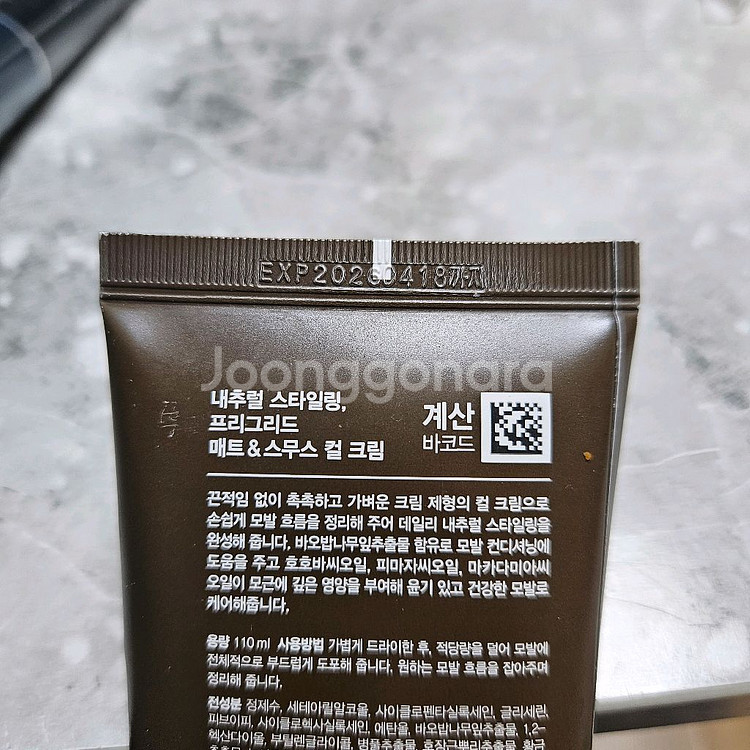 EXP20260418까지
Joonggonara
내추럴 스타일링,
프리그리드
매트&스무스 컬 크림
계산
바코드
끈적임 없이 촉촉하고 가벼운 크림 제형의 컬 크림으로
손쉽게 모발 흐름을 정리해 주어 데일리 내추럴 스타일링을
완성해 줍니다. 바오밥나무잎추출물 함유로 모발 컨디셔닝에
도움을 주고 호호바씨오일, 피마자씨오일, 마카다미아씨
오일이 모근에 깊은 영양을 부여해 윤기 있고 건강한 모발로
케어해줍니다.
용량 110 ml 사용방법 가볍게 드라이한 후, 적당량을 덜어 모발에
전체적으로 부드럽게 도포해 줍니다. 원하는 모발 흐름을 잡아주며
정리해 줍니다.
전성분 정제수, 세테아릴알코올, 사이클로펜타실록세인, 글리세린,
피브이피, 사이클로헥사실록세인, 에탄올, 바오밥나무잎추출물, 1,2-
헥산다이올, 부틸렌글라이콜, 병풀추출물, 호장근뿌리추출물, 황금